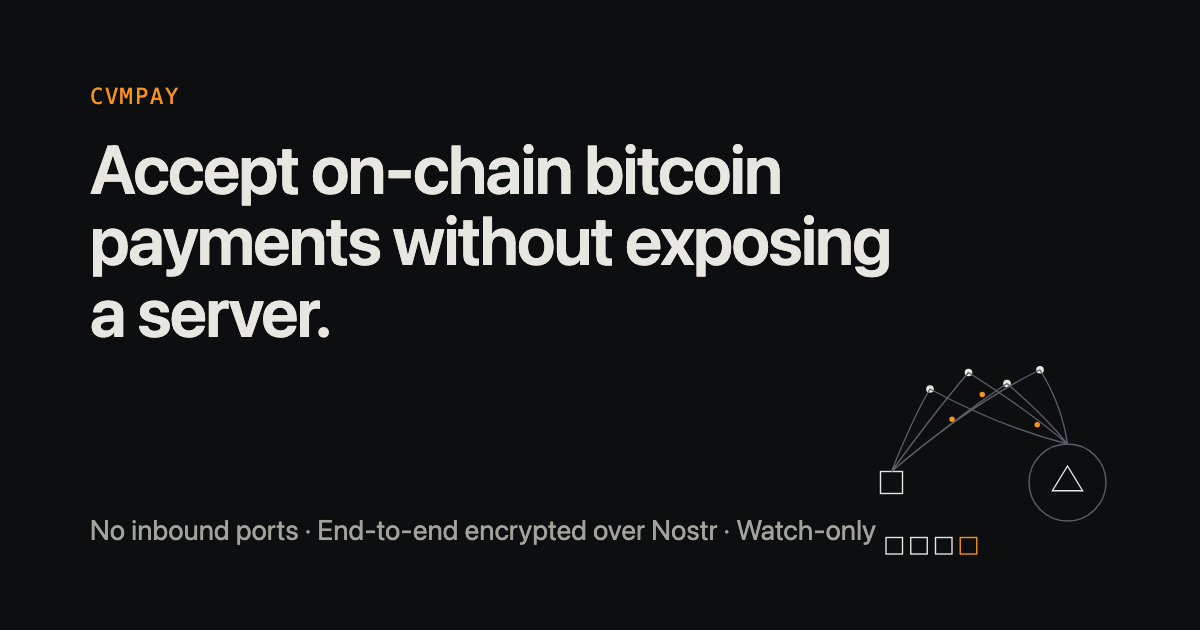 CVMPAY
Accept on-chain bitcoin
payments without exposing
a server.
No inbound ports · End-to-end encrypted over Nostr · Watch-only